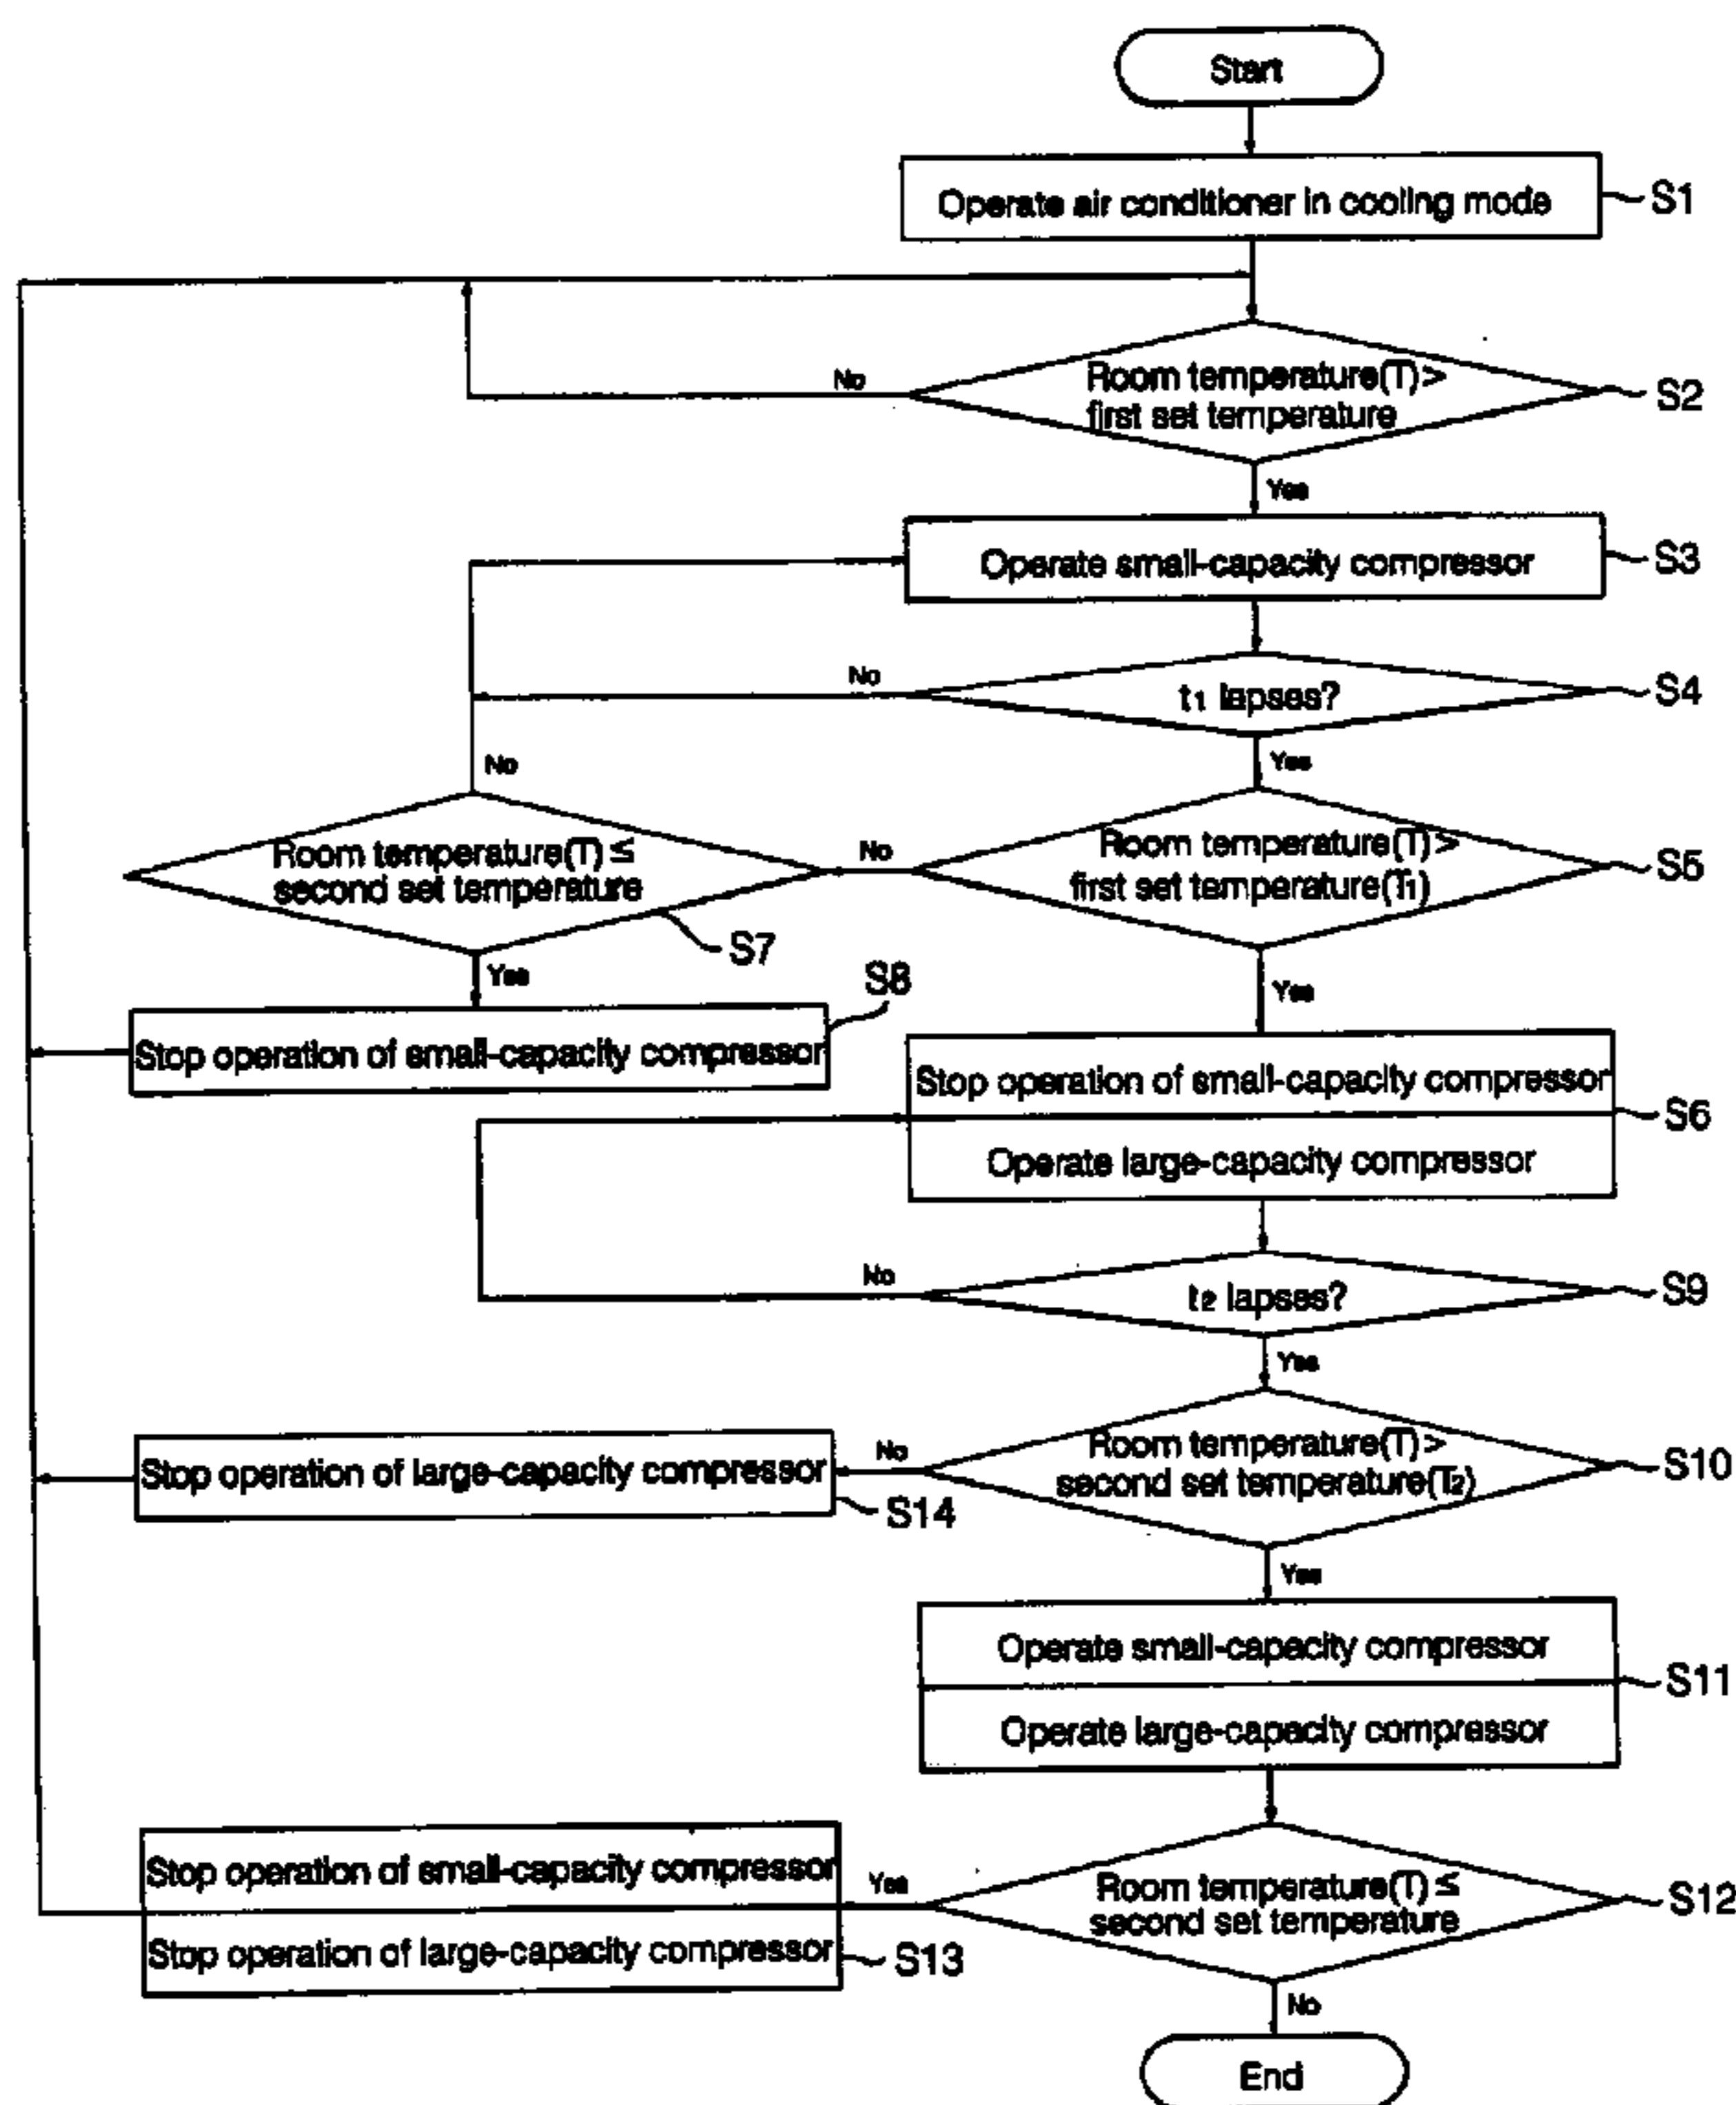 Start
Operate air conditioner in cooling mode
S1
No
Room temperature(T) >
first set temperature
S2
Yes
Operate small-capacity compressor
S3
No
t1 lapses?
S4
No
Yes
Room temperature(T) ≤
second set temperature
No
Room temperature(T) >
first set temperature(T1)
S5
S7
Yes
S8
Yes
Stop operation of small-capacity compressor
Stop operation of small-capacity compressor
S6
Operate large-capacity compressor
No
t2 lapses?
S9
Yes
Stop operation of large-capacity compressor
S14
No
Room temperature(T) >
second set temperature(T2)
S10
Yes
Operate small-capacity compressor
S11
Operate large-capacity compressor
Stop operation of small-capacity compressor
Stop operation of large-capacity compressor
S13
Yes
Room temperature(T) ≤
second set temperature
S12
No
End